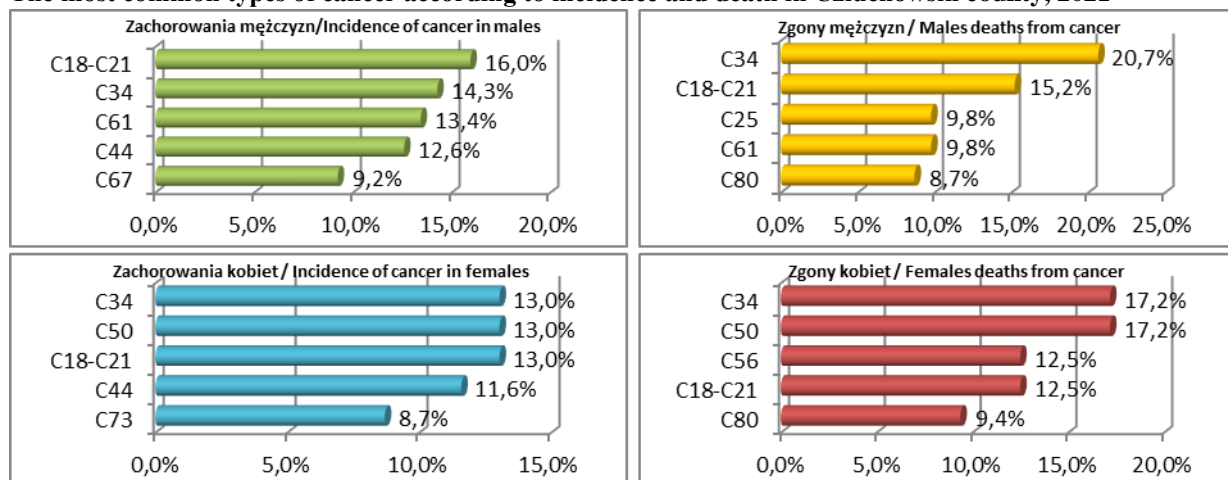 The most common types of cancer according to incidence and death in Człuchowski county,
Zachorowania mężczyzn/Incidence of cancer in males
C18-C21 16,0%
C34 14,3%
C61 13,4%
C44 12,6%
C67 9,2%
0,0% 5,0% 10,0% 15,0% 20,0%
Zgony mężczyzn / Males deaths from cancer
C34 20,7%
C18-C21 15,2%
C25 9,8%
C61 9,8%
C80 8,7%
0,0% 5,0% 10,0% 15,0% 20,0% 25,0%
Zachorowania kobiet / Incidence of cancer in females
C34 13,0%
C50 13,0%
C18-C21 13,0%
C44 11,6%
C73 8,7%
0,0% 5,0% 10,0% 15,0%
Zgony kobiet / Females deaths from cancer
C34 17,2%
C50 17,2%
C56 12,5%
C18-C21 12,5%
C80 9,4%
0,0% 5,0% 10,0% 15,0% 20,0%